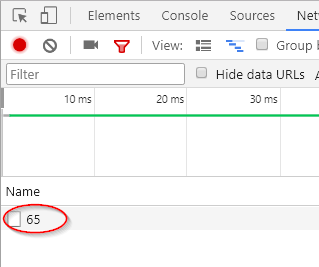 Elements Console Sources Net
View: Group b
Filter Hide data URLs
10 ms 20 ms 30 ms
Name
65